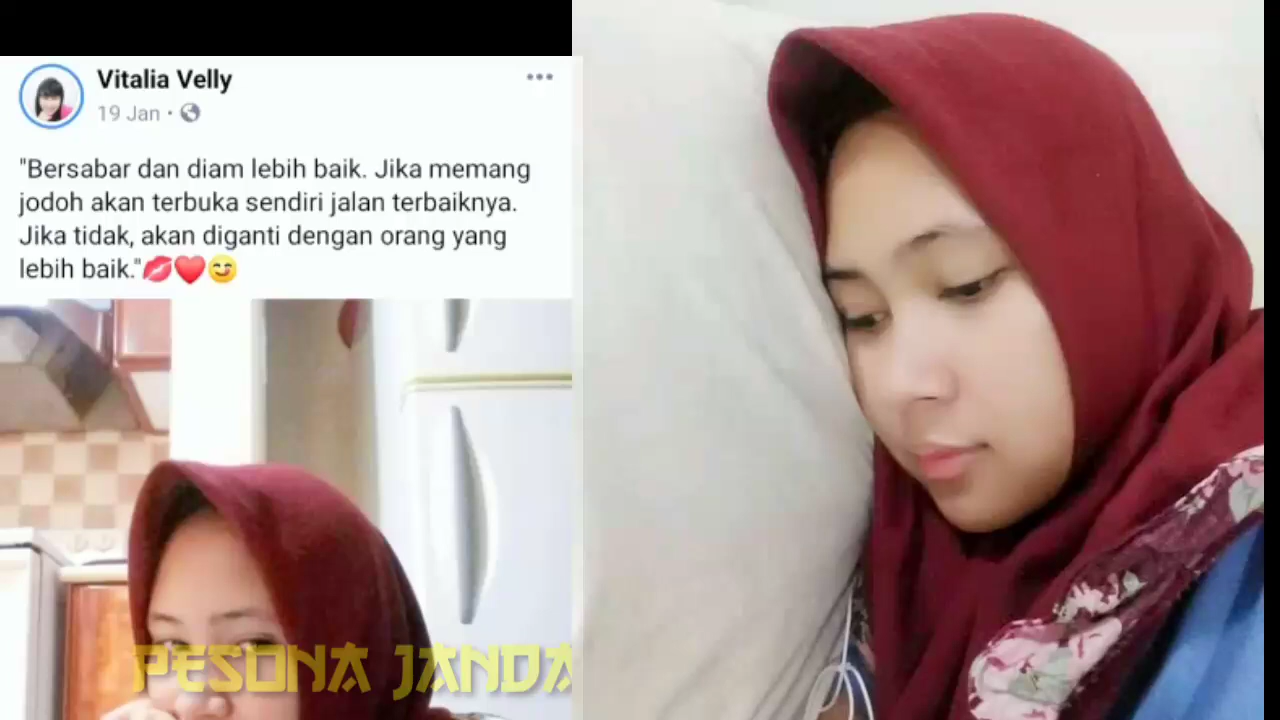 Vitalia Velly
19 Jan ·
"Bersabar dan diam lebih baik. Jika memang
jodoh akan terbuka sendiri jalan terbaiknya.
Jika tidak, akan diganti dengan orang yang
lebih baik."💋❤️😋
PESONA JANDA